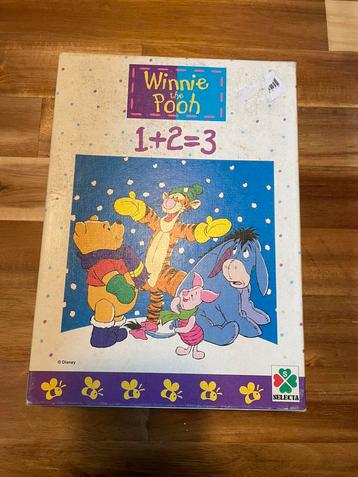 Winnie
the
Pooh
1+2=3
© Disney
S
SELECTA